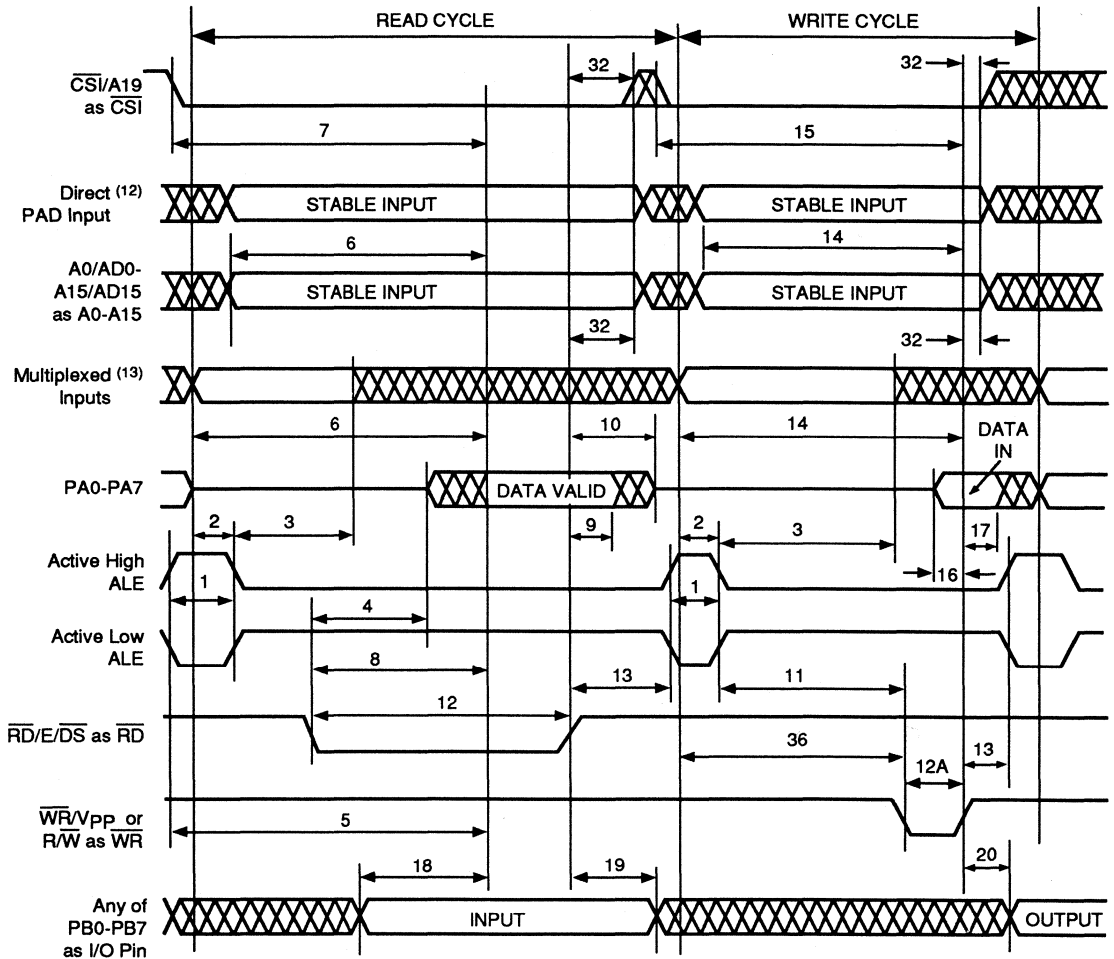 READ CYCLE WRITE CYCLE
32 32
CSI/A19
as CSI
7 15
Direct (12)
PAD Input
STABLE INPUT STABLE INPUT
6 14
A0/AD0-
A15/AD15
as A0-A15
STABLE INPUT STABLE INPUT
32 32
Multiplexed (13)
Inputs
6 10 14 DATA
IN
PA0-PA7 DATA VALID
2 3 9 2 3 17
Active High
ALE
1 4 1 16
Active Low
ALE
8 13 11
12
RD/E/DS as RD
36 12A 13
WR/VPP or
R/W as WR
5
18 19 20
Any of
PB0-PB7
as I/O Pin
INPUT OUTPUT